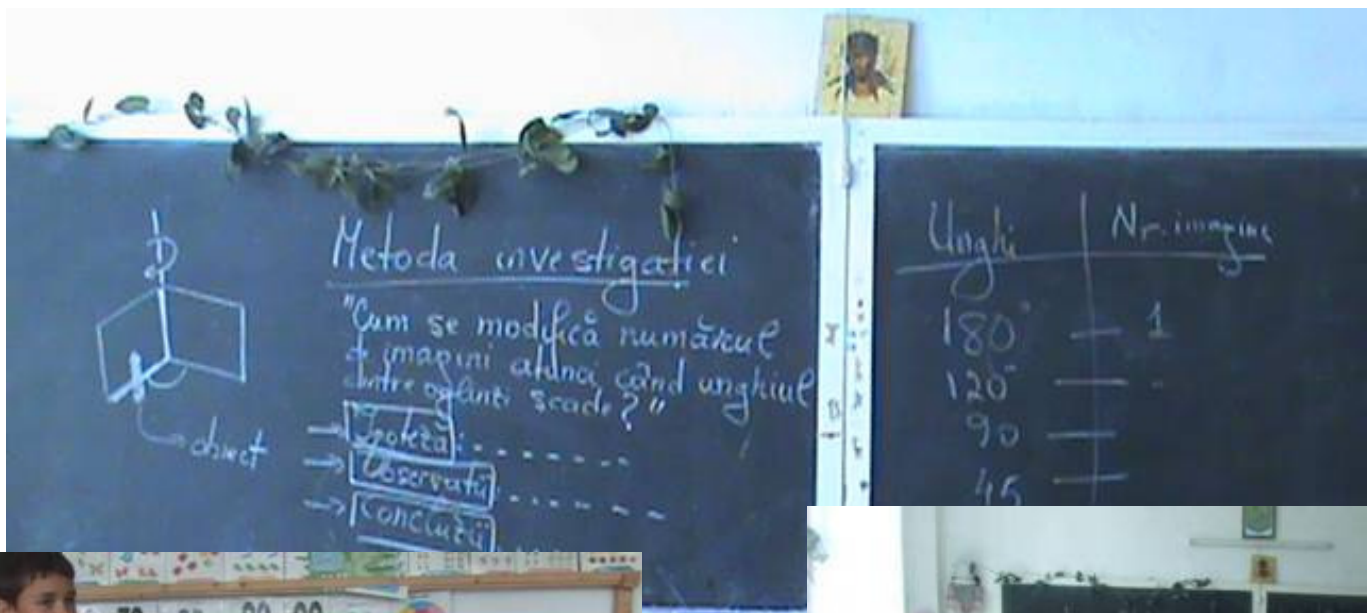 Metoda investigatiei
"Cum se modifică numărul
de imagini atunci când unghiul
dintre oglinzi scade?"
Ipoteză: . . . . . . .
Observații: . . . . . . .
Concluzii
obiect
Unghi Nr. imagini
180° — 1
120° —
90 —
45 —